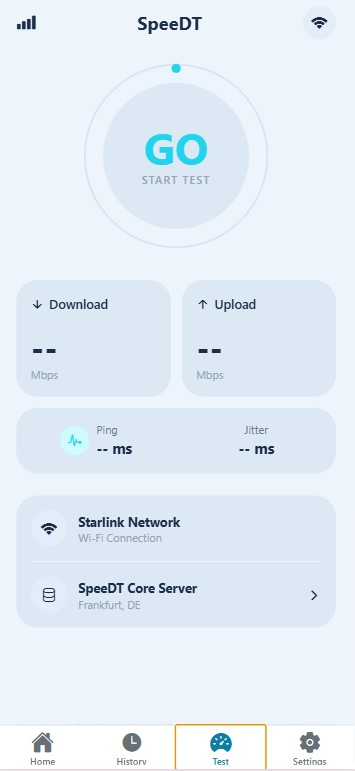 SpeeDT
GO
START TEST
Download
Upload
--
--
Mbps
Mbps
Ping
Jitter
-- ms
-- ms
Starlink Network
Wi-Fi Connection
SpeeDT Core Server
Frankfurt, DE
Home
History
Test
Settings